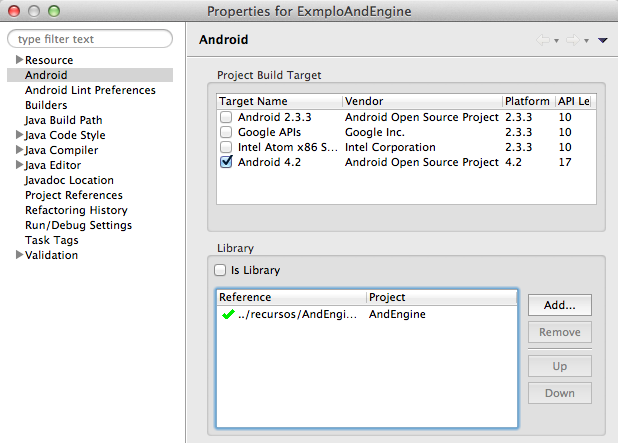 Properties for ExmploAndEngine
type filter text
Resource
Android
Android Lint Preferences
Builders
Java Build Path
Java Code Style
Java Compiler
Java Editor
Javadoc Location
Project References
Refactoring History
Run/Debug Settings
Task Tags
Validation
Android
Project Build Target
Target Name Vendor Platform API Le
Android 2.3.3 Android Open Source Project 2.3.3 10
Google APIs Google Inc. 2.3.3 10
Intel Atom x86 S... Intel Corporation 2.3.3 10
Android 4.2 Android Open Source Project 4.2 17
Library
Is Library
Reference Project
../recursos/AndEngi... AndEngine
Add...
Remove
Up
Down